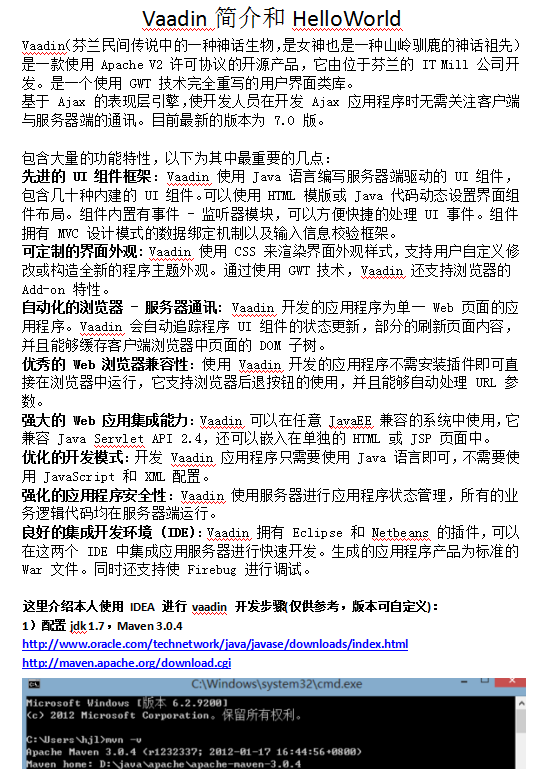 Vaadin 简介和 HelloWorld
Vaadin(芬兰民间传说中的一种神话生物,是女神也是一种山岭驯鹿的神话祖先)
是一款使用 Apache V2 许可协议的开源产品，它由位于芬兰的 IT Mill 公司开
发。是一个使用 GWT 技术完全重写的用户界面类库。
基于 Ajax 的表现层引擎,使开发人员在开发 Ajax 应用程序时无需关注客户端
与服务器端的通讯。目前最新的版本为 7.0 版。
包含大量的功能特性，以下为其中最重要的几点:
先进的 UI 组件框架: Vaadin 使用 Java 语言编写服务器端驱动的 UI 组件，
包含几十种内建的 UI 组件。可以使用 HTML 模版或 Java 代码动态设置界面组
件布局。组件内置有事件 - 监听器模块，可以方便快捷的处理 UI 事件。组件
拥有 MVC 设计模式的数据绑定机制以及输入信息校验框架。
可定制的界面外观: Vaadin 使用 CSS 来渲染界面外观样式,支持用户自定义修
改或构造全新的程序主题外观。通过使用 GWT 技术，Vaadin 还支持浏览器的
Add-on 特性。
自动化的浏览器 - 服务器通讯: Vaadin 开发的应用程序为单一 Web 页面的应
用程序。Vaadin 会自动追踪程序 UI 组件的状态更新，部分的刷新页面内容，
并且能够缓存客户端浏览器中页面的 DOM 子树。
优秀的 Web 浏览器兼容性: 使用 Vaadin 开发的应用程序不需安装插件即可直
接在浏览器中运行，它支持浏览器后退按钮的使用，并且能够自动处理 URL 参
数。
强大的 Web 应用集成能力: Vaadin 可以在任意 JavaEE 兼容的系统中使用,它
兼容 Java Servlet API 2.4，还可以嵌入在单独的 HTML 或 JSP 页面中。
优化的开发模式: 开发 Vaadin 应用程序只需要使用 Java 语言即可,不需要使
用 JavaScript 和 XML 配置。
强化的应用程序安全性: Vaadin 使用服务器进行应用程序状态管理，所有的业
务逻辑代码均在服务器端运行。
良好的集成开发环境 (IDE): Vaadin 拥有 Eclipse 和 Netbeans 的插件,可以
在这两个 IDE 中集成应用服务器进行快速开发。生成的应用程序产品为标准的
War 文件。同时还支持使 Firebug 进行调试。
这里介绍本人使用 IDEA 进行 vaadin 开发步骤(仅供参考，版本可自定义):
1）配置 jdk 1.7，Maven 3.0.4
http://www.oracle.com/technetwork/java/javase/downloads/index.html
http://maven.apache.org/download.cgi
C:\Windows\system32\cmd.exe
Microsoft Windows [版本 6.2.9200]
(c) 2012 Microsoft Corporation。保留所有权利。
C:\Users\hjl>mvn -v
Apache Maven 3.0.4 (r1232337; 2012-01-17 16:44:56+0800)
Maven home: D:\java\apache\apache-maven-3.0.4